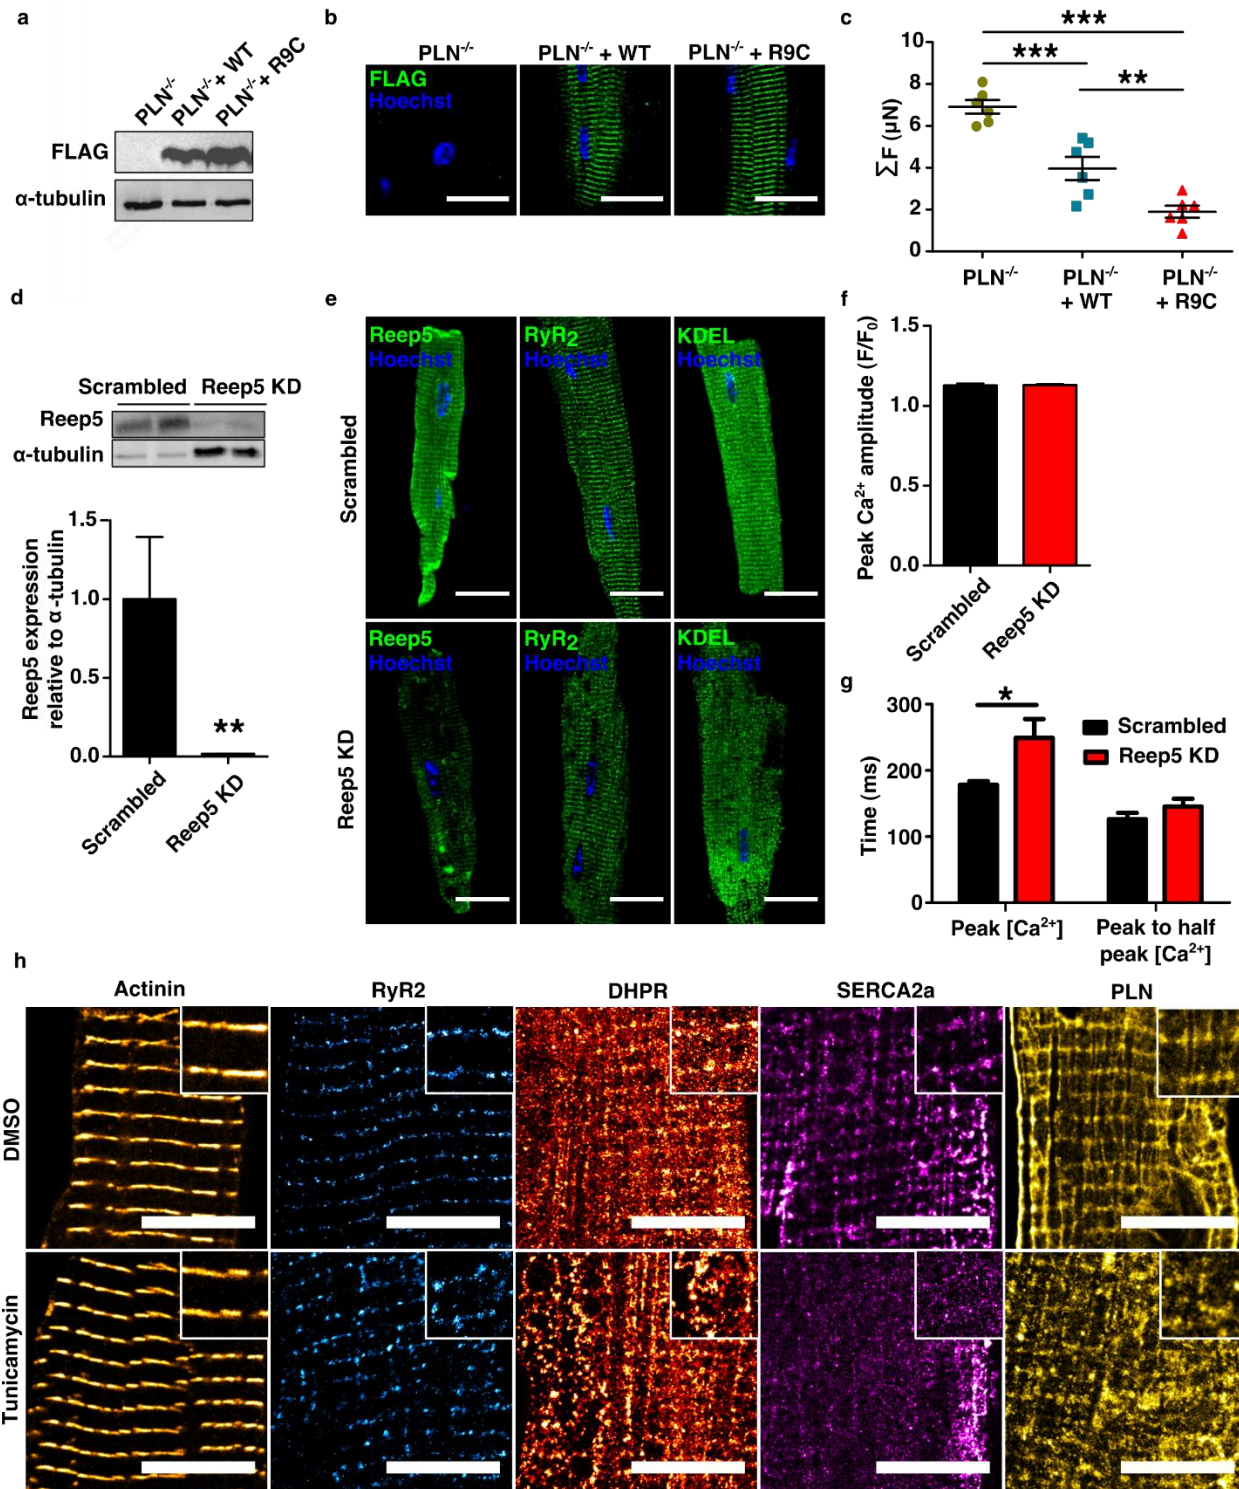 a
PLN-/-
PLN-/- + WT
PLN-/- + R9C
FLAG
α-tubulin
b
PLN-/-
PLN-/- + WT
PLN-/- + R9C
FLAG
Hoechst
c
***
***
**
10
8
6
4
2
0
∑F (µN)
PLN-/-
PLN-/-
+ WT
PLN-/-
+ R9C
d
Scrambled
Reep5 KD
Reep5
α-tubulin
1.5
1.0
0.5
0.0
Reep5 expression
relative to α-tubulin
**
Scrambled
Reep5 KD
e
Scrambled
Reep5
Hoechst
RyR2
Hoechst
KDEL
Hoechst
Reep5 KD
Reep5
Hoechst
RyR2
Hoechst
KDEL
Hoechst
f
Peak Ca2+ amplitude (F/F0)
1.5
1.0
0.5
0.0
Scrambled
Reep5 KD
g
Time (ms)
300
200
100
0
*
Scrambled
Reep5 KD
Peak [Ca2+]
Peak to half
peak [Ca2+]
h
Actinin
RyR2
DHPR
SERCA2a
PLN
DMSO
Tunicamycin